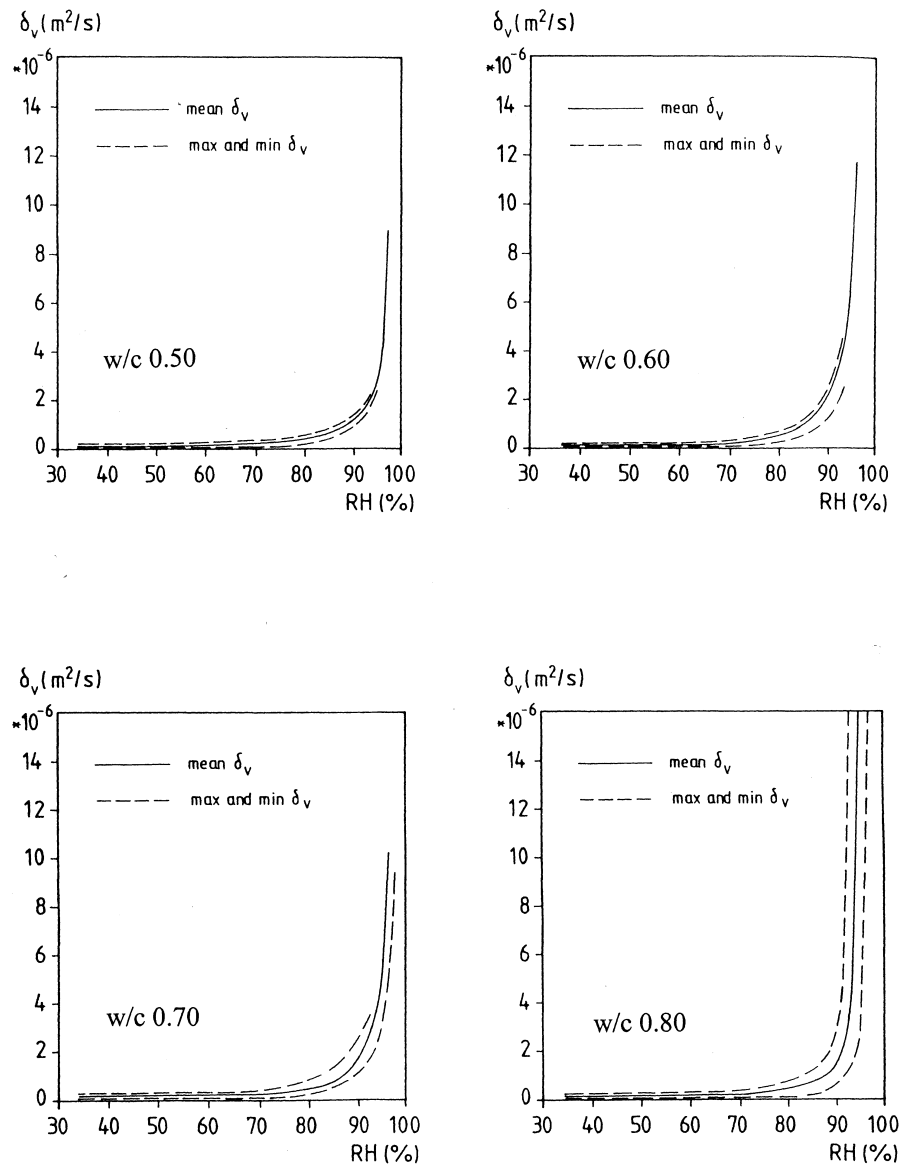 δv (m²/s)
*10⁻⁶
14
12
10
8
6
4
2
0
mean δv
max and min δv
w/c 0.50
30 40 50 60 70 80 90 100
RH (%)
δv (m²/s)
*10⁻⁶
14
12
10
8
6
4
2
0
mean δv
max and min δv
w/c 0.60
30 40 50 60 70 80 90 100
RH (%)
δv (m²/s)
*10⁻⁶
14
12
10
8
6
4
2
0
mean δv
max and min δv
w/c 0.70
30 40 50 60 70 80 90 100
RH (%)
δv (m²/s)
*10⁻⁶
14
12
10
8
6
4
2
0
mean δv
max and min δv
w/c 0.80
30 40 50 60 70 80 90 100
RH (%)